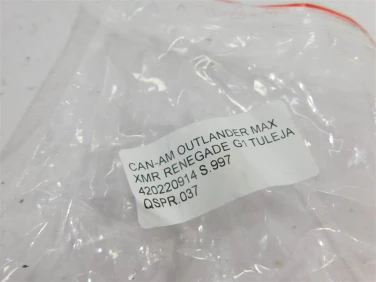 CAN-AM OUTLANDER MAX
XMR RENEGADE G1 TULEJA
420220914 S.997
QSPR.037